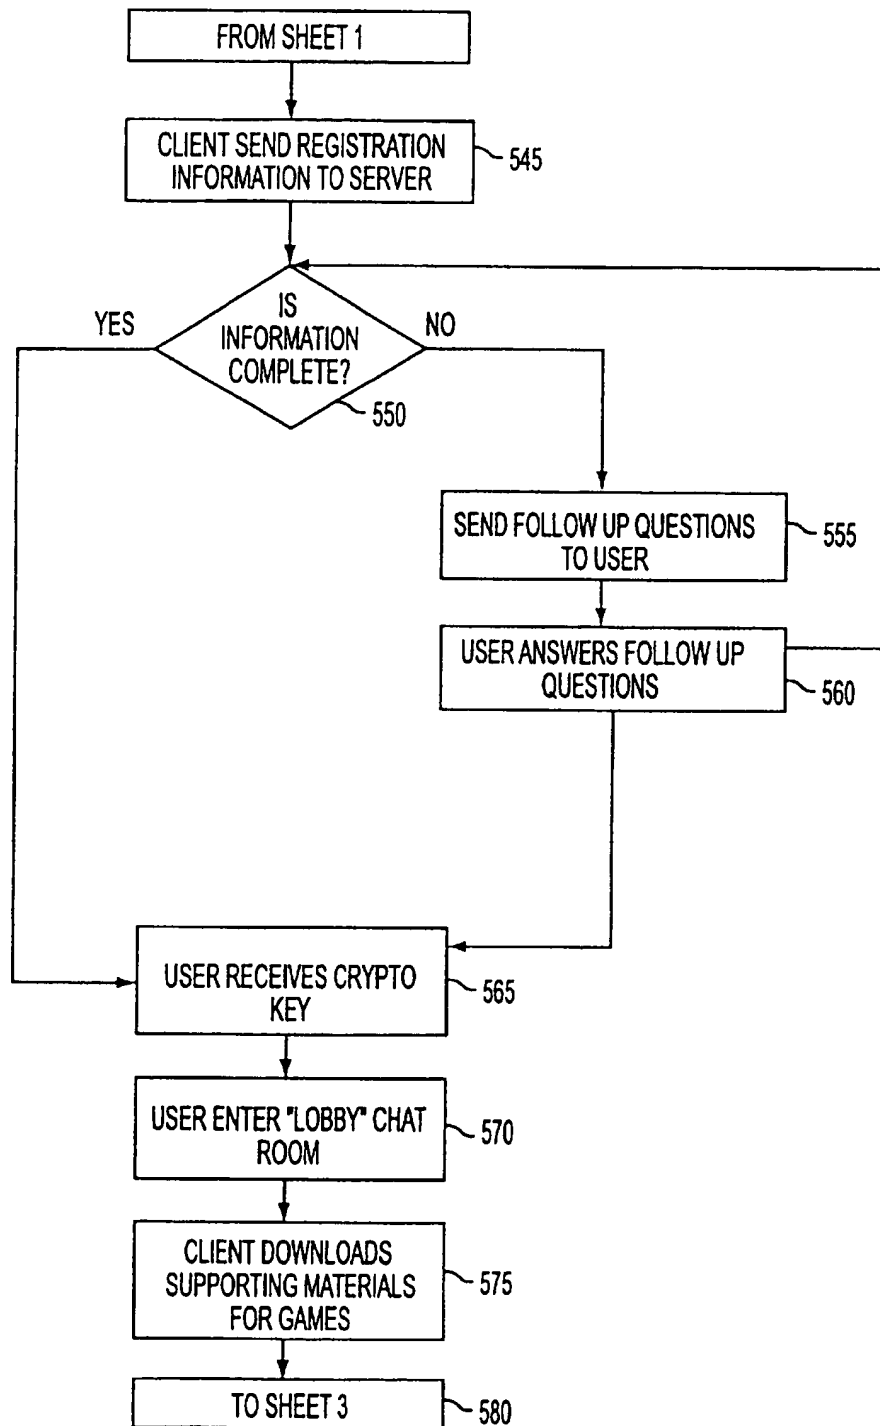 FROM SHEET 1
CLIENT SEND REGISTRATION
INFORMATION TO SERVER
545
IS
INFORMATION
COMPLETE?
YES
NO
550
SEND FOLLOW UP QUESTIONS
TO USER
555
USER ANSWERS FOLLOW UP
QUESTIONS
560
USER RECEIVES CRYPTO
KEY
565
USER ENTER "LOBBY" CHAT
ROOM
570
CLIENT DOWNLOADS
SUPPORTING MATERIALS
FOR GAMES
575
TO SHEET 3
580